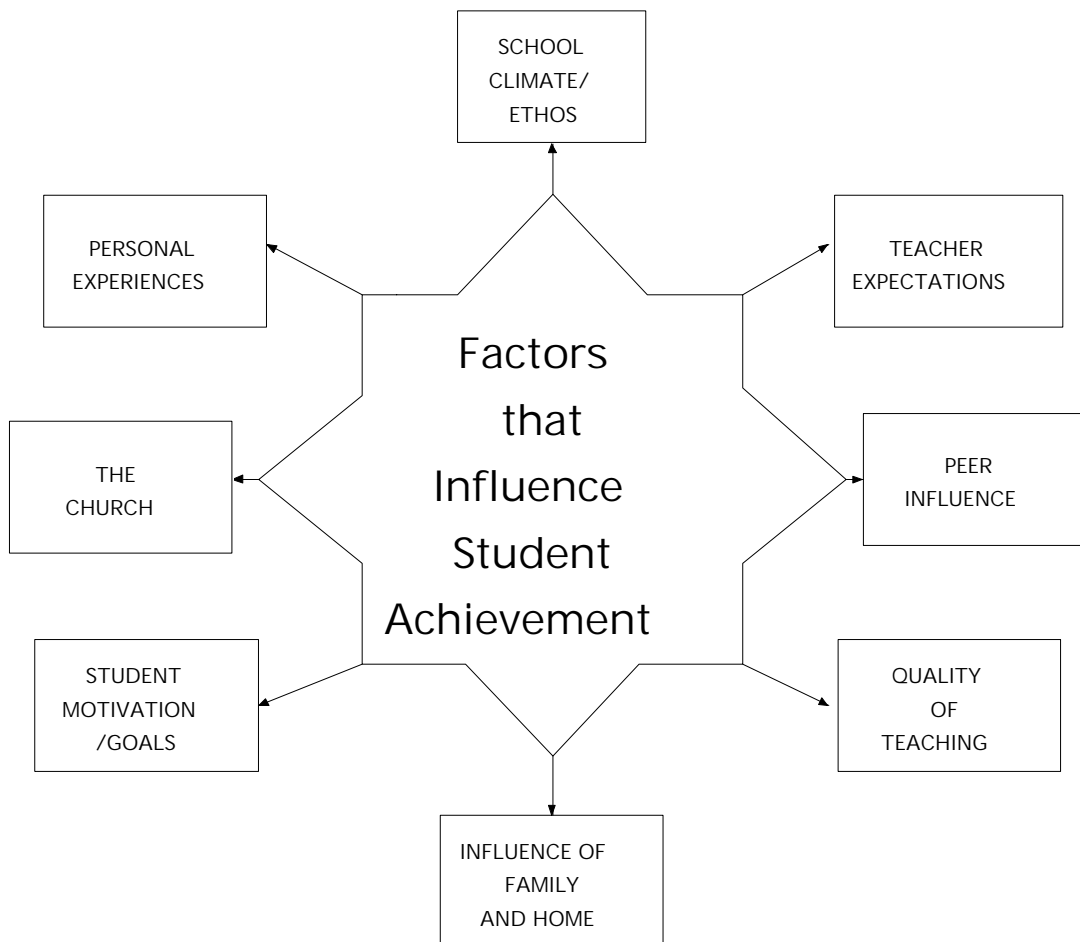 SCHOOL
CLIMATE/
ETHOS
PERSONAL
EXPERIENCES
TEACHER
EXPECTATIONS
Factors
that
Influence
Student
Achievement
THE
CHURCH
PEER
INFLUENCE
STUDENT
MOTIVATION
/GOALS
QUALITY
OF
TEACHING
INFLUENCE OF
FAMILY
AND HOME